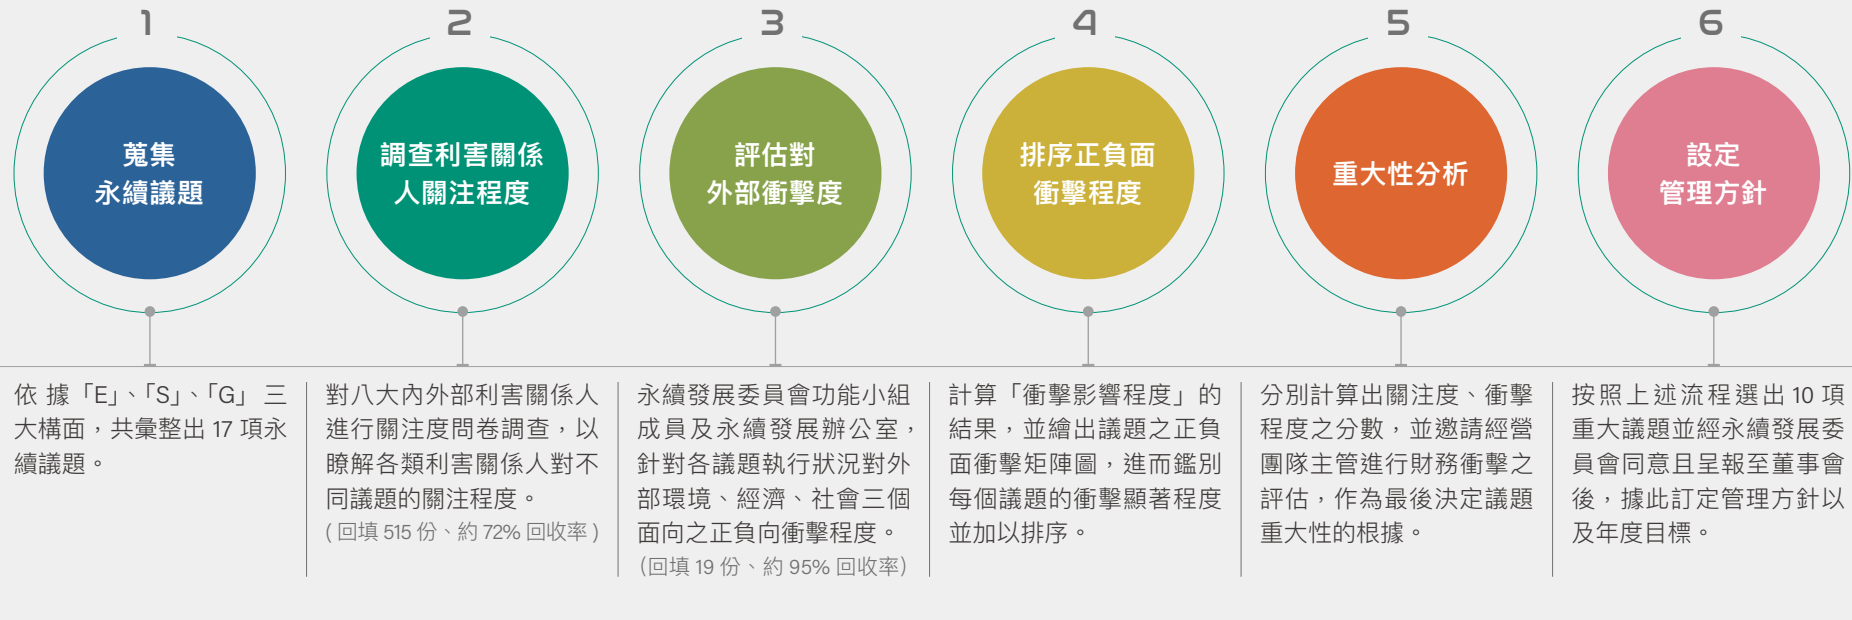 1
蒐集
永續議題
依據「E」、「S」、「G」三
大構面，共彙整出 17 項永
續議題。
2
調查利害關係
人關注程度
對八大內外部利害關係人
進行關注度問卷調查，以
瞭解各類利害關係人對不
同議題的關注程度。
( 回填 515 份、約 72% 回收率 )
3
評估對
外部衝擊度
永續發展委員會功能小組
成員及永續發展辦公室，
針對各議題執行狀況對外
部環境、經濟、社會三個
面向之正負向衝擊程度。
（回填 19 份、約 95% 回收率）
4
排序正負面
衝擊程度
計算「衝擊影響程度」的
結果，並繪出議題之正負
面衝擊矩陣圖，進而鑑別
每個議題的衝擊顯著程度
並加以排序。
5
重大性分析
分別計算出關注度、衝擊
程度之分數，並邀請經營
團隊主管進行財務衝擊之
評估，作為最後決定議題
重大性的根據。
6
設定
管理方針
按照上述流程選出 10 項
重大議題並經永續發展委
員會同意且呈報至董事會
後，據此訂定管理方針以
及年度目標。